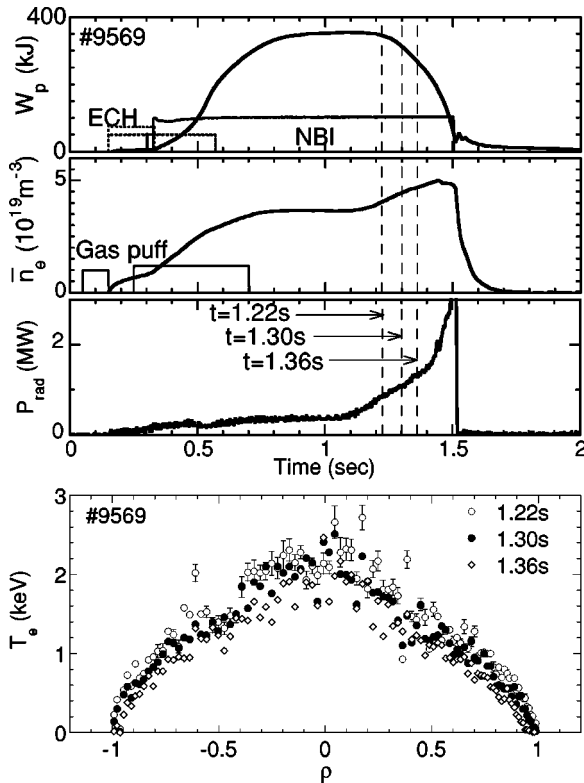 #9569
W_p (kJ)
400
200
0
ECH
NBI
n̅_e (10^19 m^-3)
5
0
Gas puff
P_rad (MW)
2
0
t=1.22s
t=1.30s
t=1.36s
0 0.5 1 1.5 2
Time (sec)
#9569
1.22s
1.30s
1.36s
T_e (keV)
3
2
1
0
-1 -0.5 0 0.5 1
ρ